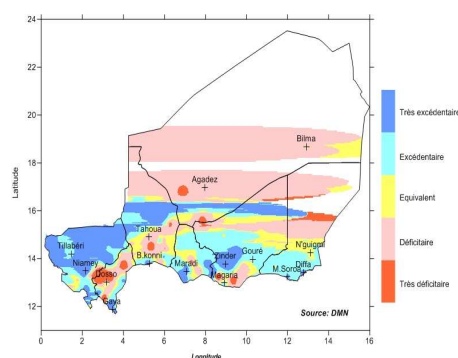 24
22
20
18
16
14
12
Latitude
0 2 4 6 8 10 12 14 16
Longitude
Bilma
Agadez
Tahoua
Tillabéri
N'guigmi
B.konni
Gouré
Zinder
Diffa
Niamey
Maradi
M.Soroa
Dosso
Magaria
Gaya
Source: DMN
Très excédentaire
Excédentaire
Equivalent
Déficitaire
Très déficitaire